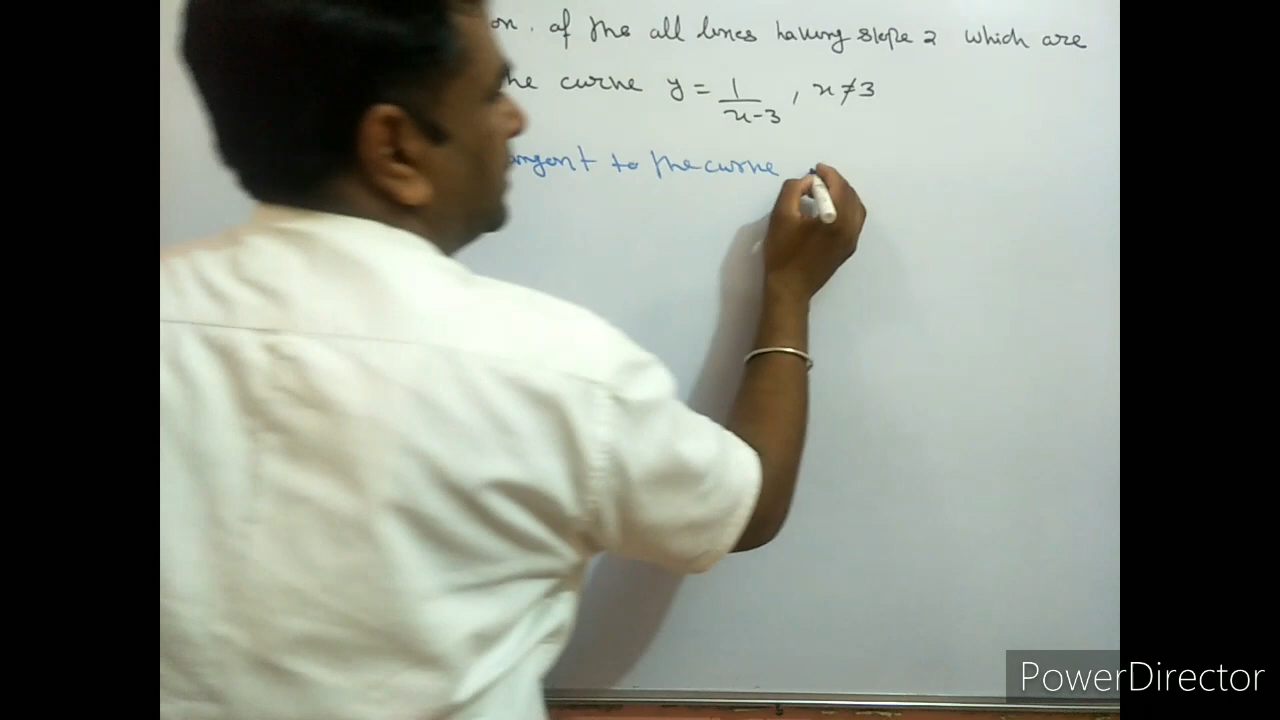 on. of the all lines having slope 2 which are
he curve y = 1/x-3 , x≠3
angent to the curve
PowerDirector